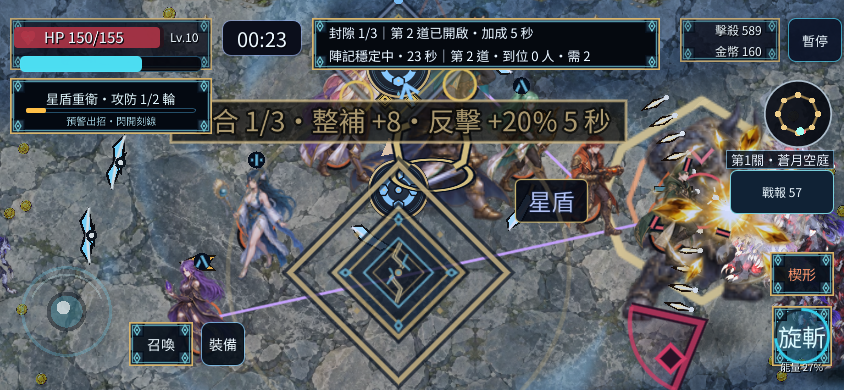 HP 150/155
Lv.10
00:23
封隙 1/3｜第 2 道已開啟・加成 5 秒
陣記穩定中・23 秒｜第 2 道・到位 0 人・需 2
擊殺 589
金幣 160
暫停
星盾重衛・攻防 1/2 輪
預警出招・閃開刻線
合 1/3・整補 +8・反擊 +20% 5 秒
第1關・蒼月空庭
戰報 57
星盾
楔形
旋斬
能量 27%
召喚
裝備